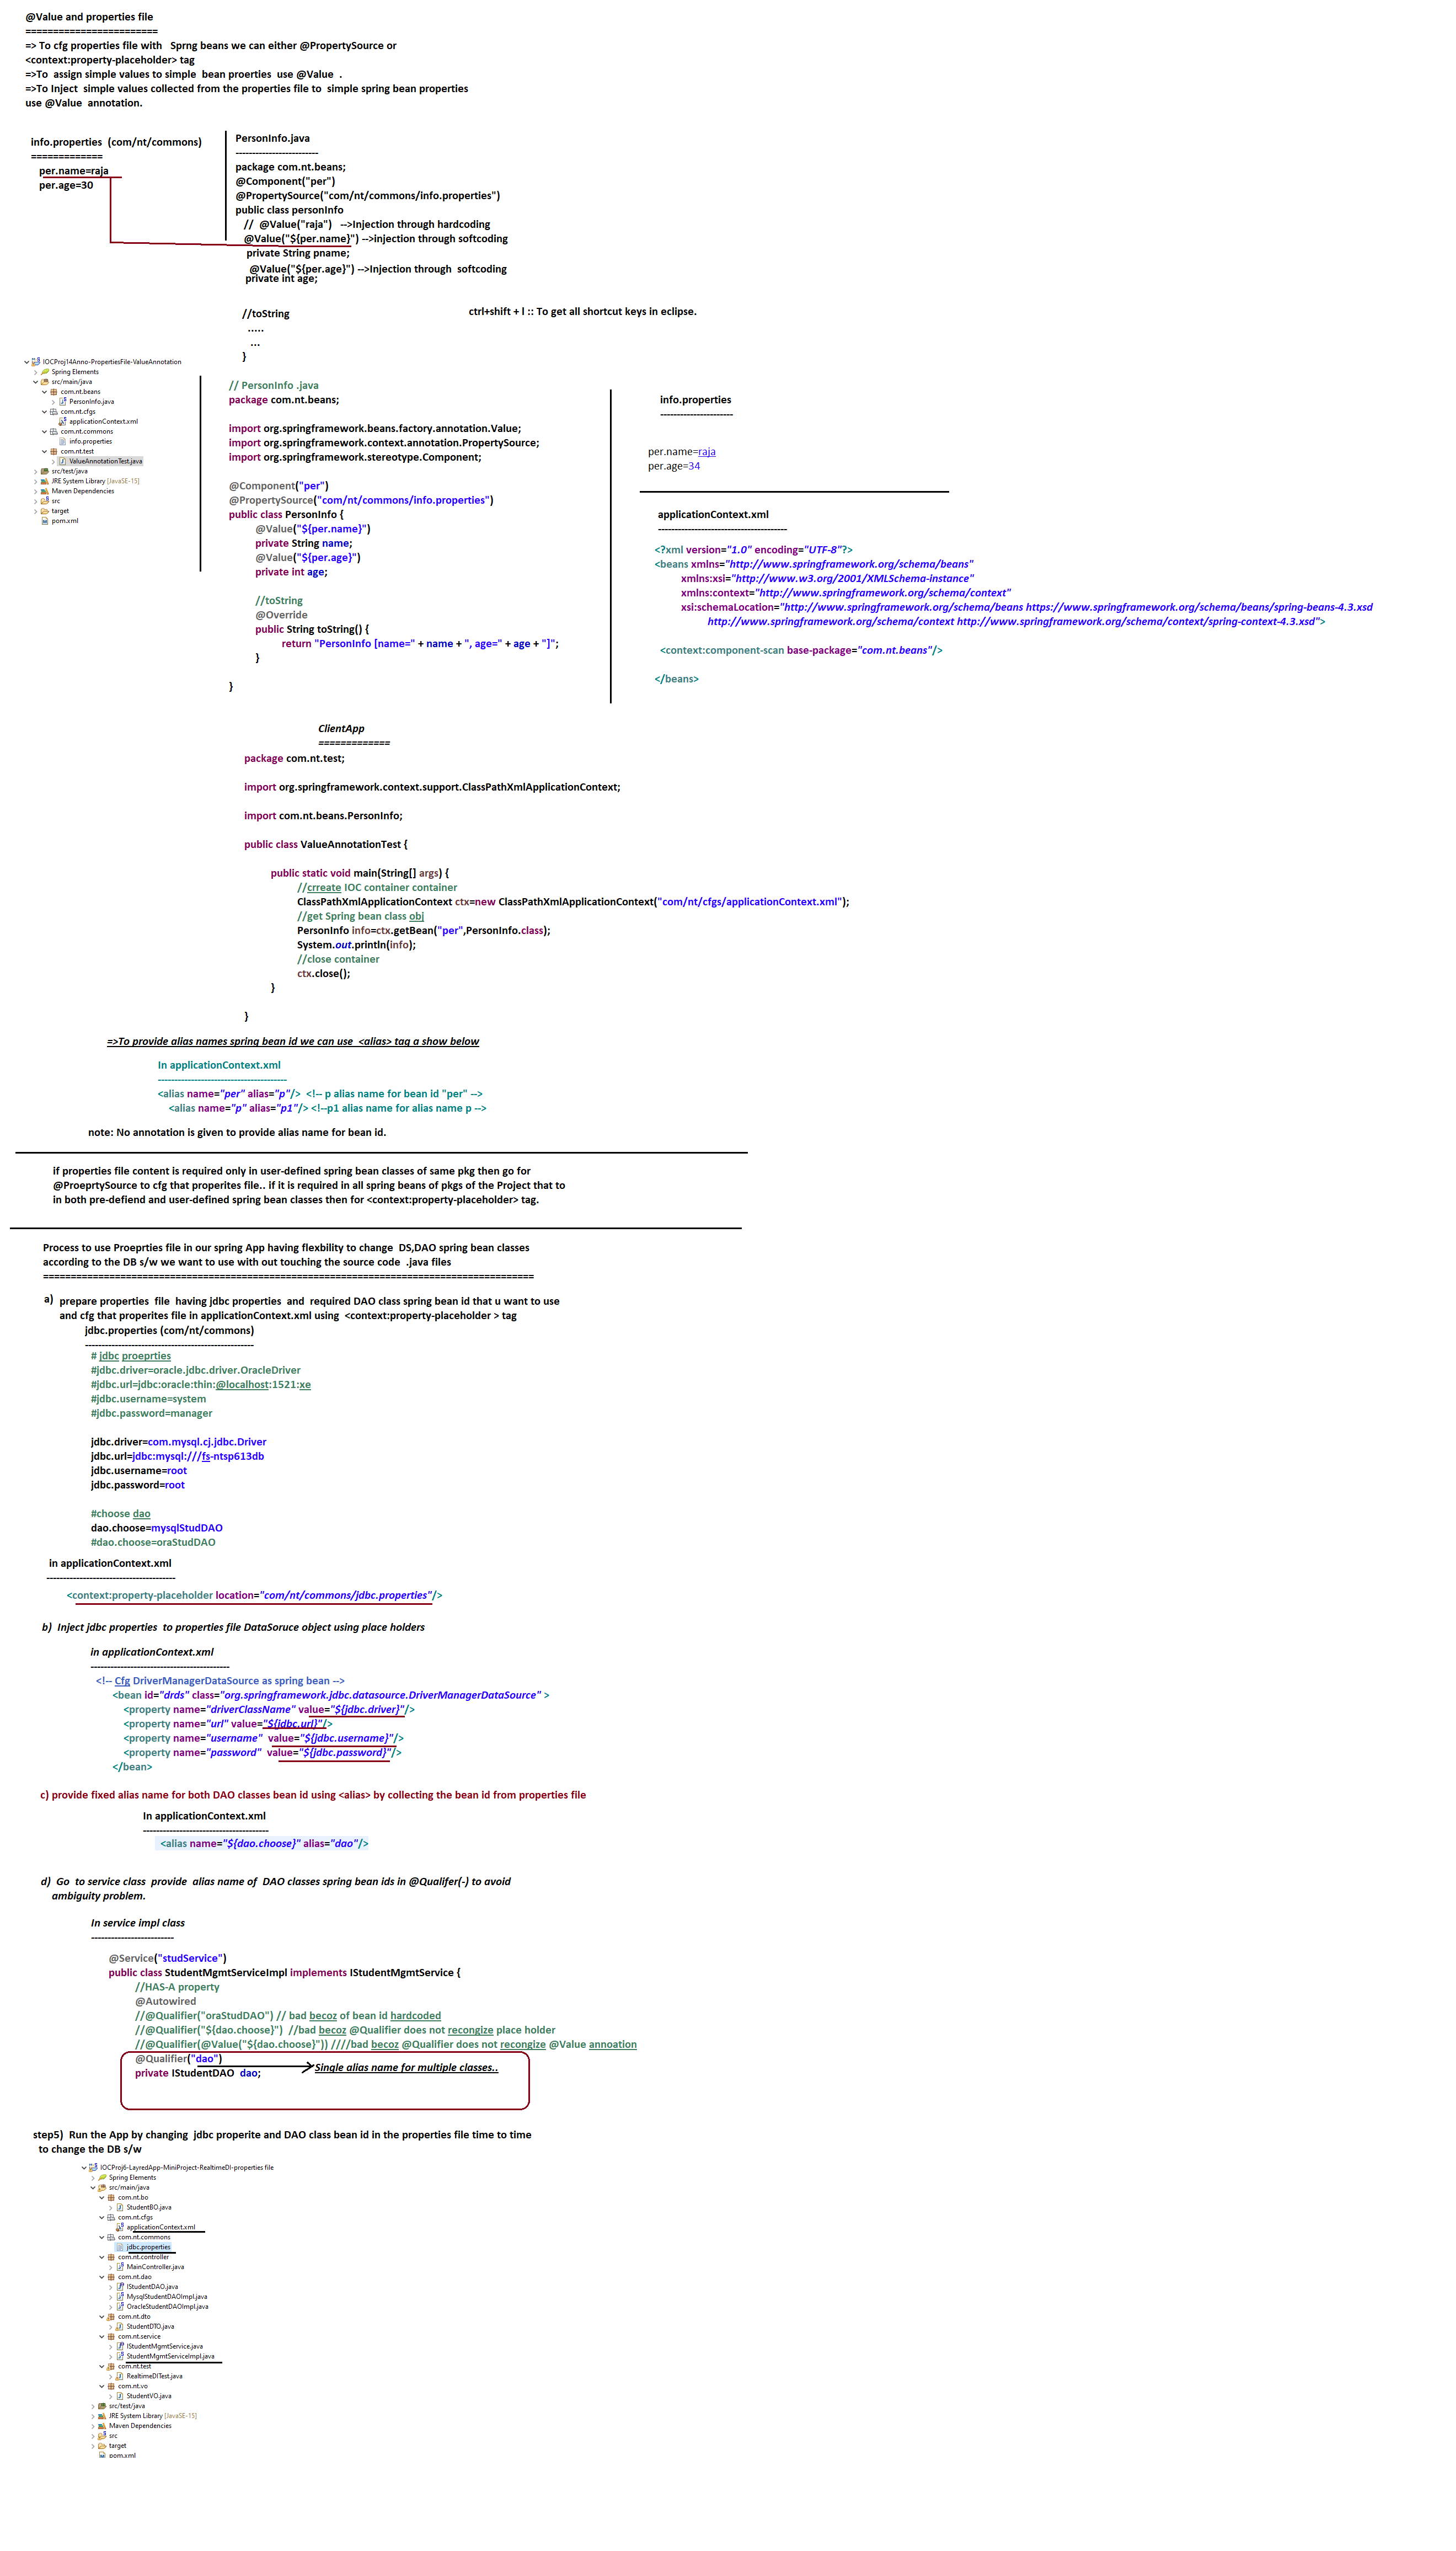 @Value and properties file
========================
=> To cfg properties file with   Sprng beans we can either @PropertySource or
<context:property-placeholder> tag
=>To  assign simple values to simple  bean proerties  use @Value  .
=>To Inject  simple values collected from the properties file to  simple spring bean properties
use @Value  annotation.
info.properties  (com/nt/commons)
=============
per.name=raja
per.age=30
PersonInfo.java
-------------------------
package com.nt.beans;
@Component("per")
@PropertySource("com/nt/commons/info.properties")
public class personInfo
//  @Value("raja")   -->Injection through hardcoding
@Value("${per.name}") -->injection through softcoding
private String pname;
@Value("${per.age}") -->Injection through  softcoding
private int age;
//toString
.....
...
}
ctrl+shift + l :: To get all shortcut keys in eclipse.
IOCProj14Anno-PropertiesFile-ValueAnnotation
Spring Elements
src/main/java
com.nt.beans
PersonInfo.java
com.nt.cfgs
applicationContext.xml
com.nt.commons
info.properties
com.nt.test
ValueAnnotationTest.java
src/test/java
JRE System Library [JavaSE-15]
Maven Dependencies
src
target
pom.xml
// PersonInfo .java
package com.nt.beans;
import org.springframework.beans.factory.annotation.Value;
import org.springframework.context.annotation.PropertySource;
import org.springframework.stereotype.Component;
@Component("per")
@PropertySource("com/nt/commons/info.properties")
public class PersonInfo {
@Value("${per.name}")
private String name;
@Value("${per.age}")
private int age;
//toString
@Override
public String toString() {
return "PersonInfo [name=" + name + ", age=" + age + "]";
}
}
info.properties
----------------------
per.name=raja
per.age=34
applicationContext.xml
---------------------------------------
<?xml version="1.0" encoding="UTF-8"?>
<beans xmlns="http://www.springframework.org/schema/beans"
xmlns:xsi="http://www.w3.org/2001/XMLSchema-instance"
xmlns:context="http://www.springframework.org/schema/context"
xsi:schemaLocation="http://www.springframework.org/schema/beans https://www.springframework.org/schema/beans/spring-beans-4.3.xsd
http://www.springframework.org/schema/context http://www.springframework.org/schema/context/spring-context-4.3.xsd">
<context:component-scan base-package="com.nt.beans"/>
</beans>
ClientApp
=============
package com.nt.test;
import org.springframework.context.support.ClassPathXmlApplicationContext;
import com.nt.beans.PersonInfo;
public class ValueAnnotationTest {
public static void main(String[] args) {
//crreate IOC container container
ClassPathXmlApplicationContext ctx=new ClassPathXmlApplicationContext("com/nt/cfgs/applicationContext.xml");
//get Spring bean class obj
PersonInfo info=ctx.getBean("per",PersonInfo.class);
System.out.println(info);
//close container
ctx.close();
}
}
=>To provide alias names spring bean id we can use  <alias> tag a show below
In applicationContext.xml
---------------------------------------
<alias name="per" alias="p"/>  <!-- p alias name for bean id "per" -->
<alias name="p" alias="p1"/> <!--p1 alias name for alias name p -->
note: No annotation is given to provide alias name for bean id.
if properties file content is required only in user-defined spring bean classes of same pkg then go for
@ProeprtySource to cfg that properites file.. if it is required in all spring beans of pkgs of the Project that to
in both pre-defiend and user-defined spring bean classes then for <context:property-placeholder> tag.
Process to use Proeprties file in our spring App having flexbility to change  DS,DAO spring bean classes
according to the DB s/w we want to use with out touching the source code  .java files
=========================================================================================
a)  prepare properties  file  having jdbc properties  and  required DAO class spring bean id that u want to use
and cfg that properites file in applicationContext.xml using  <context:property-placeholder > tag
jdbc.properties (com/nt/commons)
---------------------------------------------------
# jdbc proeprties
#jdbc.driver=oracle.jdbc.driver.OracleDriver
#jdbc.url=jdbc:oracle:thin:@localhost:1521:xe
#jdbc.username=system
#jdbc.password=manager
jdbc.driver=com.mysql.cj.jdbc.Driver
jdbc.url=jdbc:mysql:///fs-ntsp613db
jdbc.username=root
jdbc.password=root
#choose dao
dao.choose=mysqlStudDAO
#dao.choose=oraStudDAO
in applicationContext.xml
---------------------------------------
<context:property-placeholder location="com/nt/commons/jdbc.properties"/>
b)  Inject jdbc properties  to properties file DataSoruce object using place holders
in applicationContext.xml
------------------------------------------
<!-- Cfg DriverManagerDataSource as spring bean -->
<bean id="drds" class="org.springframework.jdbc.datasource.DriverManagerDataSource" >
<property name="driverClassName" value="${jdbc.driver}"/>
<property name="url" value="${jdbc.url}"/>
<property name="username"  value="${jdbc.username}"/>
<property name="password"  value="${jdbc.password}"/>
</bean>
c) provide fixed alias name for both DAO classes bean id using <alias> by collecting the bean id from properties file
In applicationContext.xml
--------------------------------------
<alias name="${dao.choose}" alias="dao"/>
d)  Go  to service class  provide  alias name of  DAO classes spring bean ids in @Qualifer(-) to avoid
ambiguity problem.
In service impl class
-------------------------
@Service("studService")
public class StudentMgmtServiceImpl implements IStudentMgmtService {
//HAS-A property
@Autowired
//@Qualifier("oraStudDAO") // bad becoz of bean id hardcoded
//@Qualifier("${dao.choose}")  //bad becoz @Qualifier does not recongize place holder
//@Qualifier(@Value("${dao.choose}")) ////bad becoz @Qualifier does not recongize @Value annoation
@Qualifier("dao")
Single alias name for multiple classes..
private IStudentDAO  dao;
step5)  Run the App by changing  jdbc properite and DAO class bean id in the properties file time to time
to change the DB s/w
IOCProj6-LayredApp-MiniProject-RealtimeDI-properties file
Spring Elements
src/main/java
com.nt.bo
StudentBO.java
com.nt.cfgs
applicationContext.xml
com.nt.commons
jdbc.properties
com.nt.controller
MainController.java
com.nt.dao
IStudentDAO.java
MysqlStudentDAOImpl.java
OracleStudentDAOImpl.java
com.nt.dto
StudentDTO.java
com.nt.service
IStudentMgmtService.java
StudentMgmtServiceImpl.java
com.nt.test
RealtimeDITest.java
com.nt.vo
StudentVO.java
src/test/java
JRE System Library [JavaSE-15]
Maven Dependencies
src
target
pom.xml